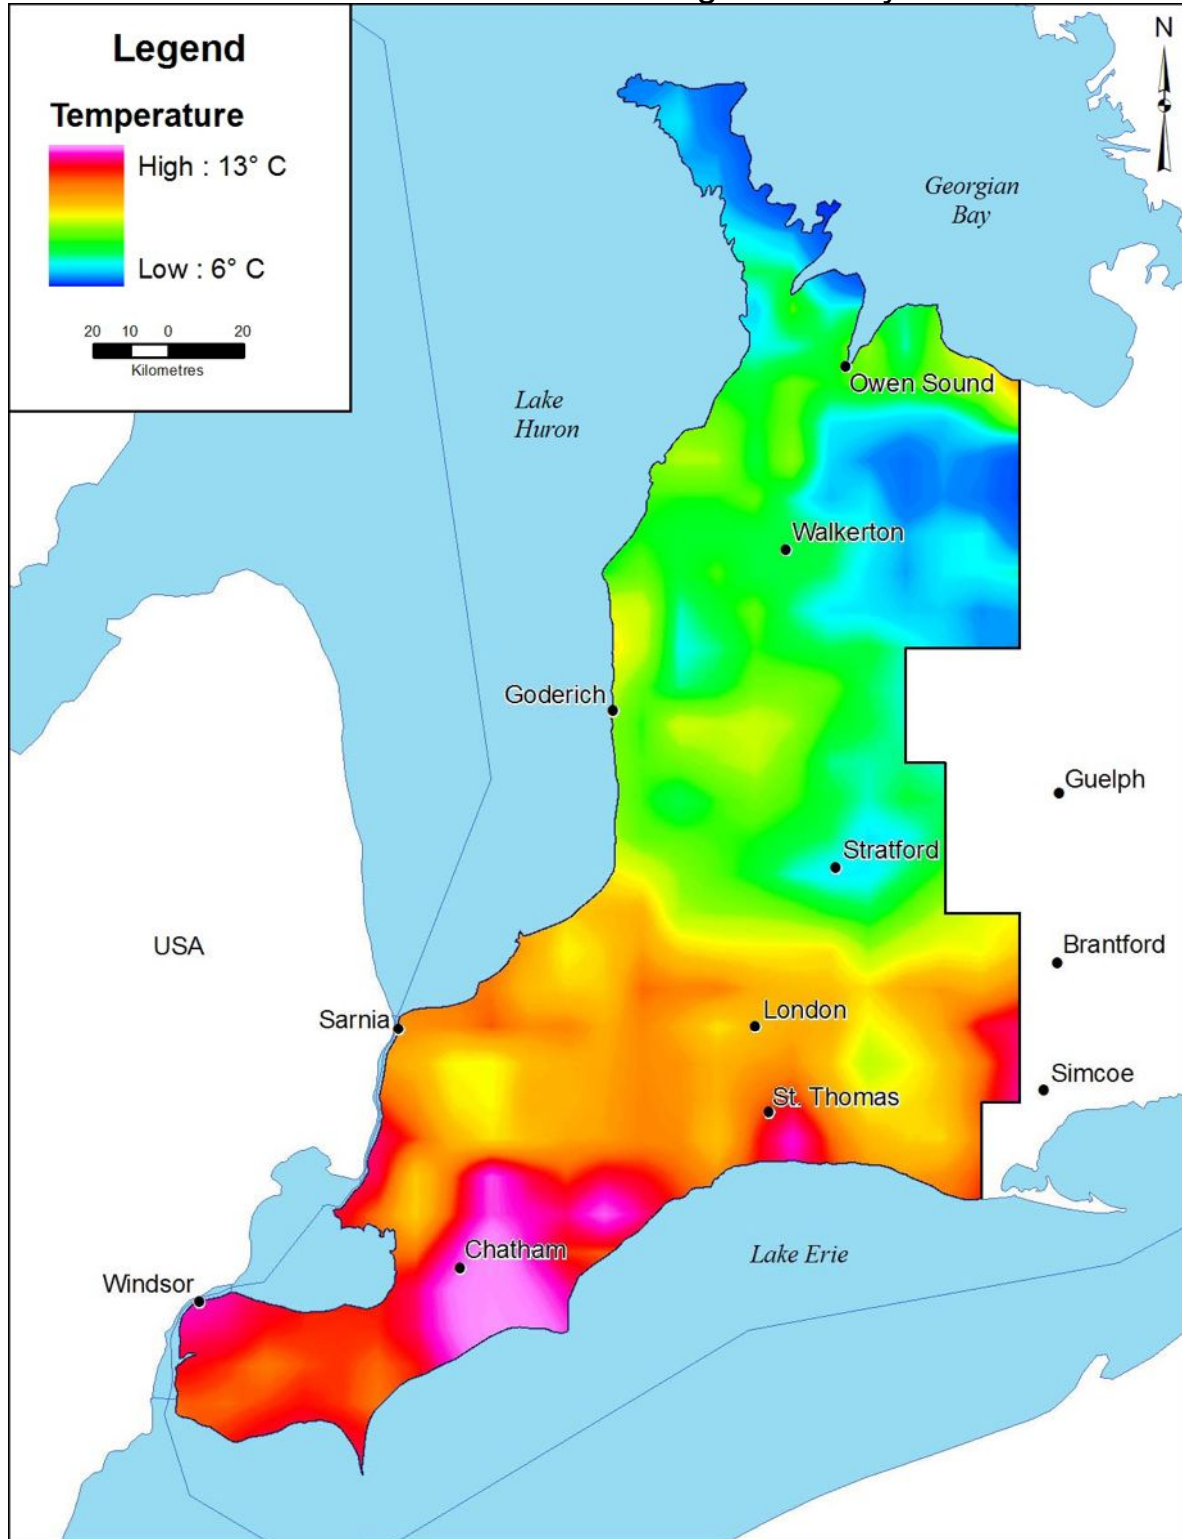 Legend
Temperature
High : 13° C
Low : 6° C
20 10 0 20
Kilometres
N
Georgian
Bay
Owen Sound
Lake
Huron
Walkerton
Goderich
Guelph
Stratford
USA
Brantford
Sarnia
London
Simcoe
St. Thomas
Chatham
Lake Erie
Windsor